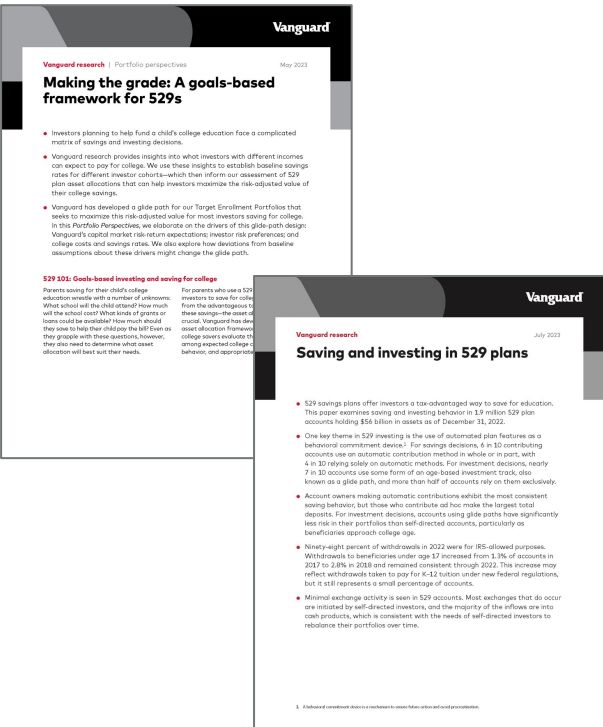 Vanguard
Vanguard research | Portfolio perspectives
May 2023
Making the grade: A goals-based
framework for 529s
Investors planning to help fund a child's college education face a complicated
matrix of savings and investing decisions.
Vanguard research provides insights into what investors with different incomes
can expect to pay for college. We use these insights to establish baseline savings
rates for different investor cohorts—which then inform our assessment of 529
plan asset allocations that can help investors maximize the risk-adjusted value of
their college savings.
Vanguard has developed a glide path for our Target Enrollment Portfolios that
seeks to maximize this risk-adjusted value for most investors saving for college.
In this Portfolio Perspectives, we elaborate on the drivers of this glide-path design:
Vanguard's capital market risk-return expectations; investor risk preferences; and
college costs and savings rates. We also explore how deviations from baseline
assumptions about these drivers might change the glide path.
529 101: Goals-based investing and saving for college
Parents saving for their child's college
education wrestle with a number of unknowns:
What school will the child attend? How much
will the school cost? What kinds of grants or
loans could be available? How much should
they save to help their child pay the bill? Even as
they grapple with these questions, however,
they also need to determine what asset
allocation will best suit their needs.
For parents who use a 529
investors to save for colle
from the advantageous t
these savings—the asset al
crucial. Vanguard has dev
asset allocation framewo
college savers evaluate th
among expected college c
behavior, and appropriate
Vanguard
Vanguard research
July 2023
Saving and investing in 529 plans
529 savings plans offer investors a tax-advantaged way to save for education.
This paper examines saving and investing behavior in 1.9 million 529 plan
accounts holding $56 billion in assets as of December 31, 2022.
One key theme in 529 investing is the use of automated plan features as a
behavioral commitment device.1 For savings decisions, 6 in 10 contributing
accounts use an automatic contribution method in whole or in part, with
4 in 10 relying solely on automatic methods. For investment decisions, nearly
7 in 10 accounts use some form of an age-based investment track, also
known as a glide path, and more than half of accounts rely on them exclusively.
Account owners making automatic contributions exhibit the most consistent
saving behavior, but those who contribute ad hoc make the largest total
deposits. For investment decisions, accounts using glide paths have significantly
less risk in their portfolios than self-directed accounts, particularly as
beneficiaries approach college age.
Ninety-eight percent of withdrawals in 2022 were for IRS-allowed purposes.
Withdrawals to beneficiaries under age 17 increased from 1.3% of accounts in
2017 to 2.8% in 2018 and remained consistent through 2022. This increase may
reflect withdrawals taken to pay for K–12 tuition under new federal regulations,
but it still represents a small percentage of accounts.
Minimal exchange activity is seen in 529 accounts. Most exchanges that do occur
are initiated by self-directed investors, and the majority of the inflows are into
cash products, which is consistent with the needs of self-directed investors to
rebalance their portfolios over time.
1 A behavioral commitment device is a mechanism to ensure future action and avoid procrastination.